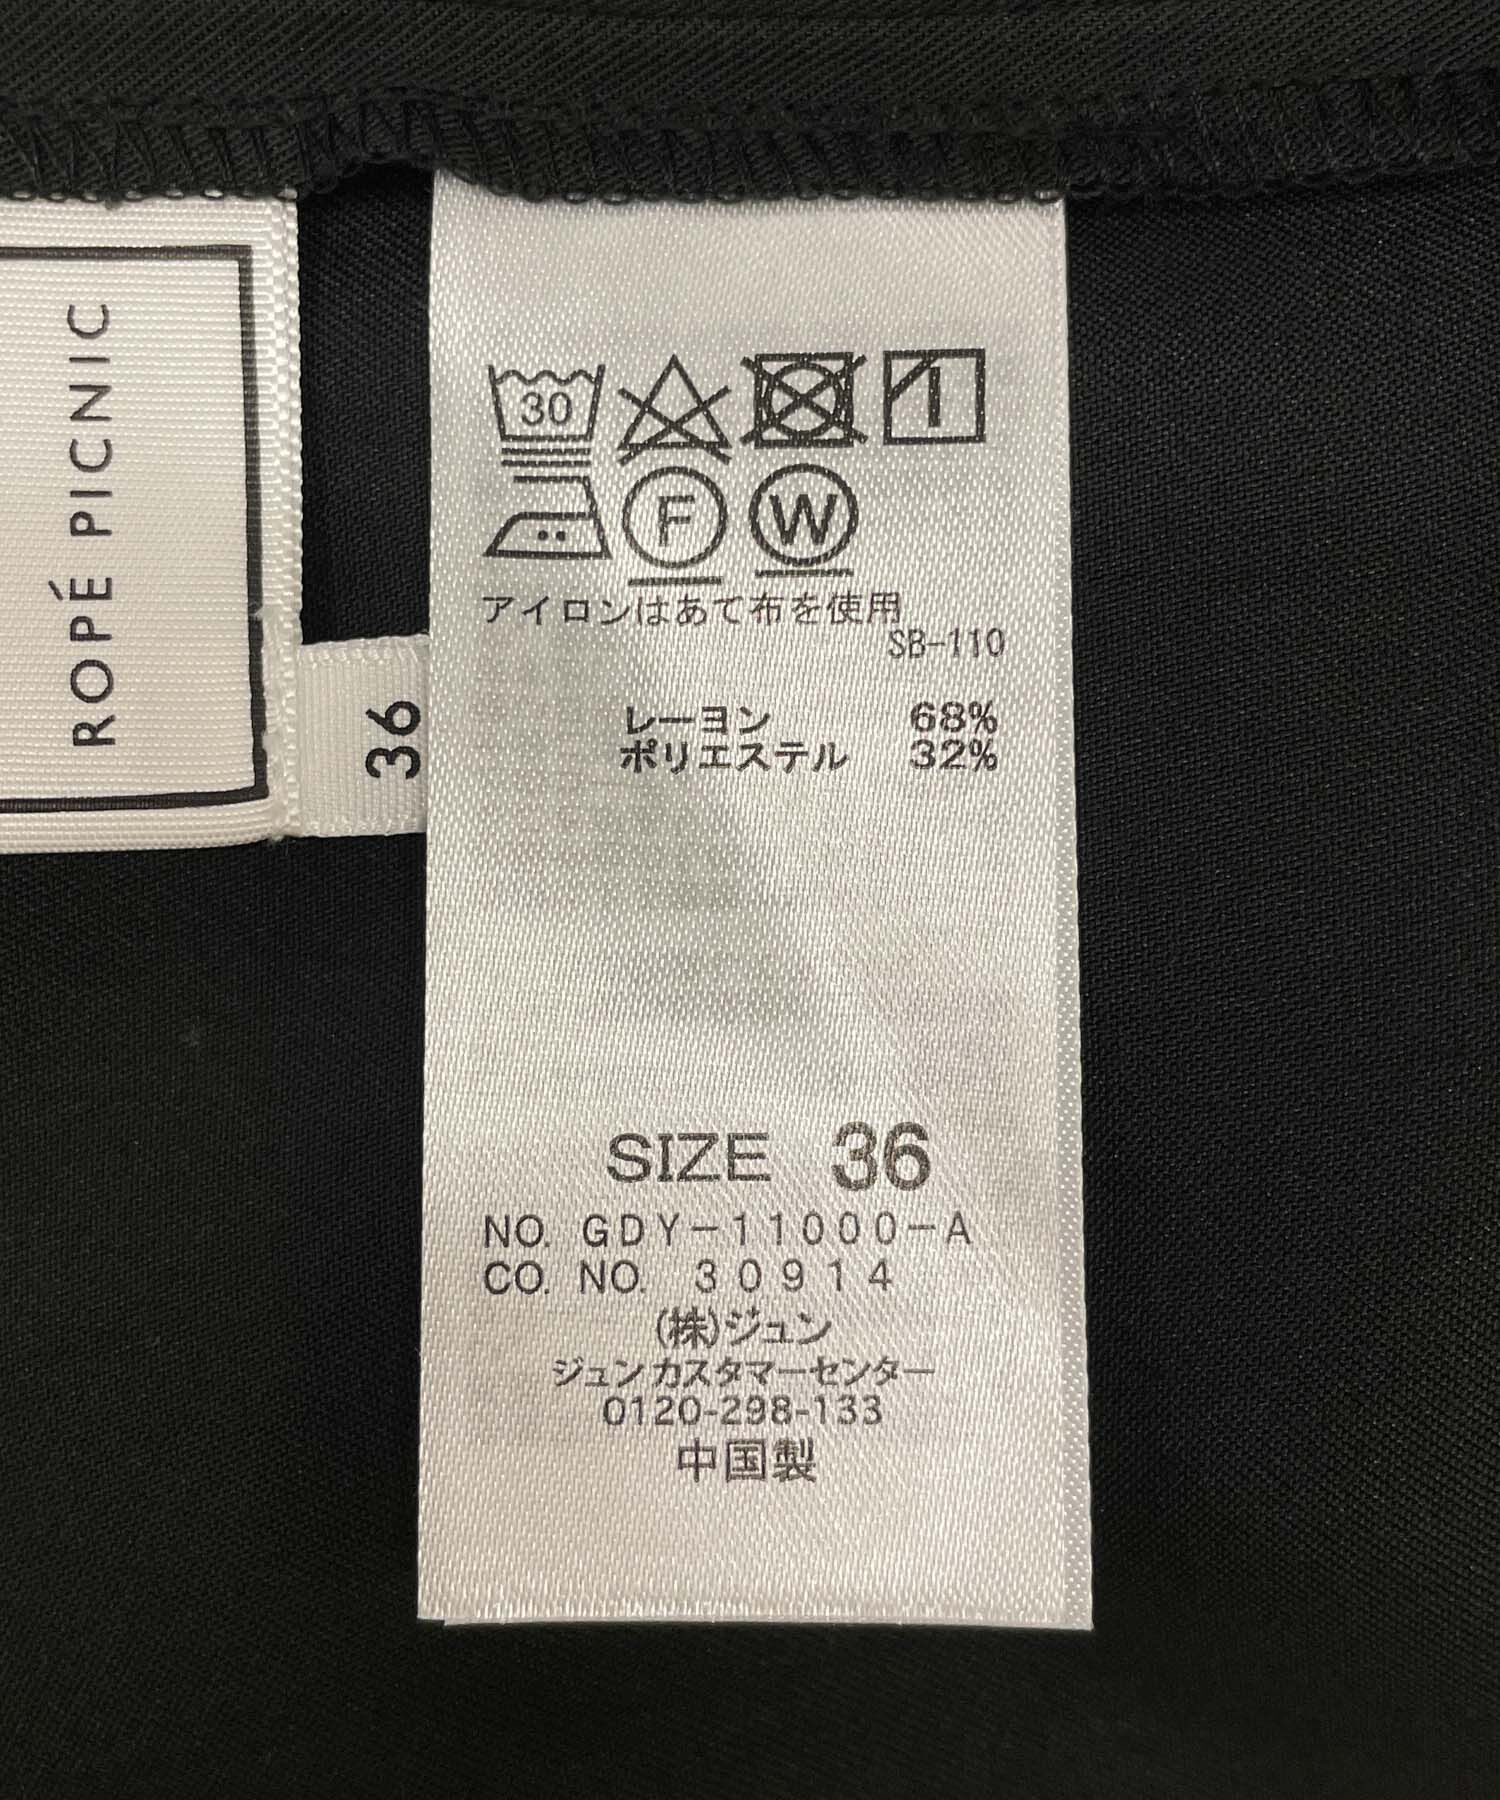 ROPÉ PICNIC
36
30
F
W
アイロンはあて布を使用
SB-110
レーヨン 68%
ポリエステル 32%
SIZE 36
NO. GDY-11000-A
CO. NO. 30914
(株)ジュン
ジュンカスタマーセンター
0120-298-133
中国製